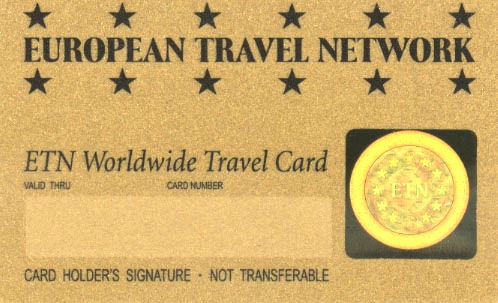 EUROPEAN TRAVEL NETWORK
ETN Worldwide Travel Card
VALID THRU CARD NUMBER
ETN
CARD HOLDER'S SIGNATURE · NOT TRANSFERABLE